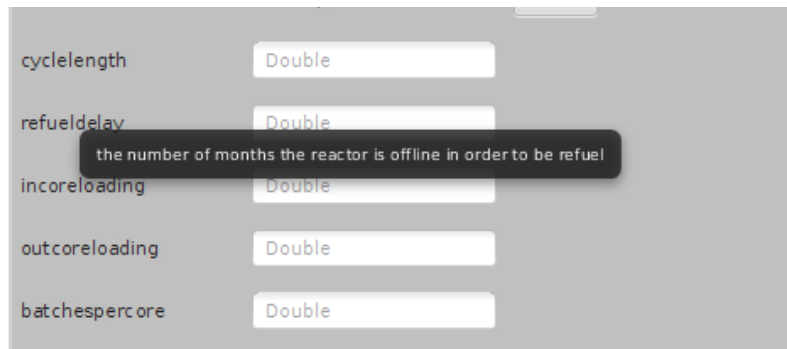 cyclelength Double
refueldelay Double
the number of months the reactor is offline in order to be refuel
incoreloading Double
outcoreloading Double
batchespercore Double